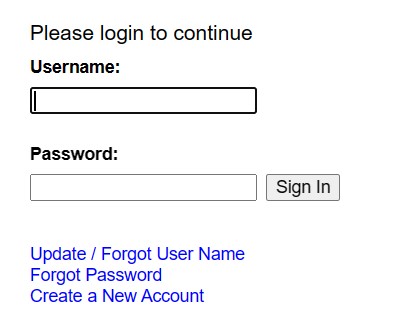 Please login to continue
Username:
Password:
Sign In
Update / Forgot User Name
Forgot Password
Create a New Account